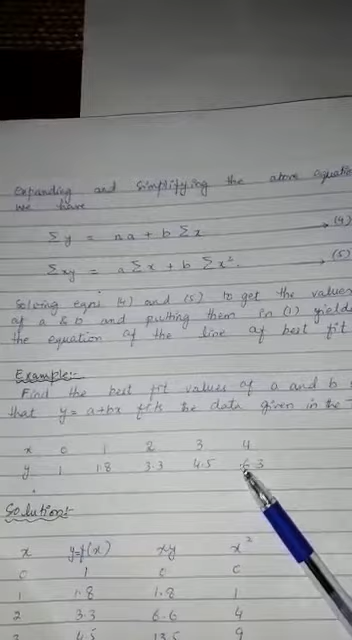 Expanding and Simplifying the above equation
we have
Σy = na + b Σx → (4)
Σxy = a Σx + b Σx². → (5)
Solving eqni (4) and (5) to get the values
of a & b and putting them in (1) yields
the equation of the line of best fit
Example:-
Find the best fit values of a and b
that y = a+bx fits the data given in the
x 0 1 2 3 4
y 1 1.8 3.3 4.5 6.3
Solution:
x y=f(x) xy x²
0 1 0 0
1 1.8 1.8 1
2 3.3 6.6 4
3 4.5 13.5 9